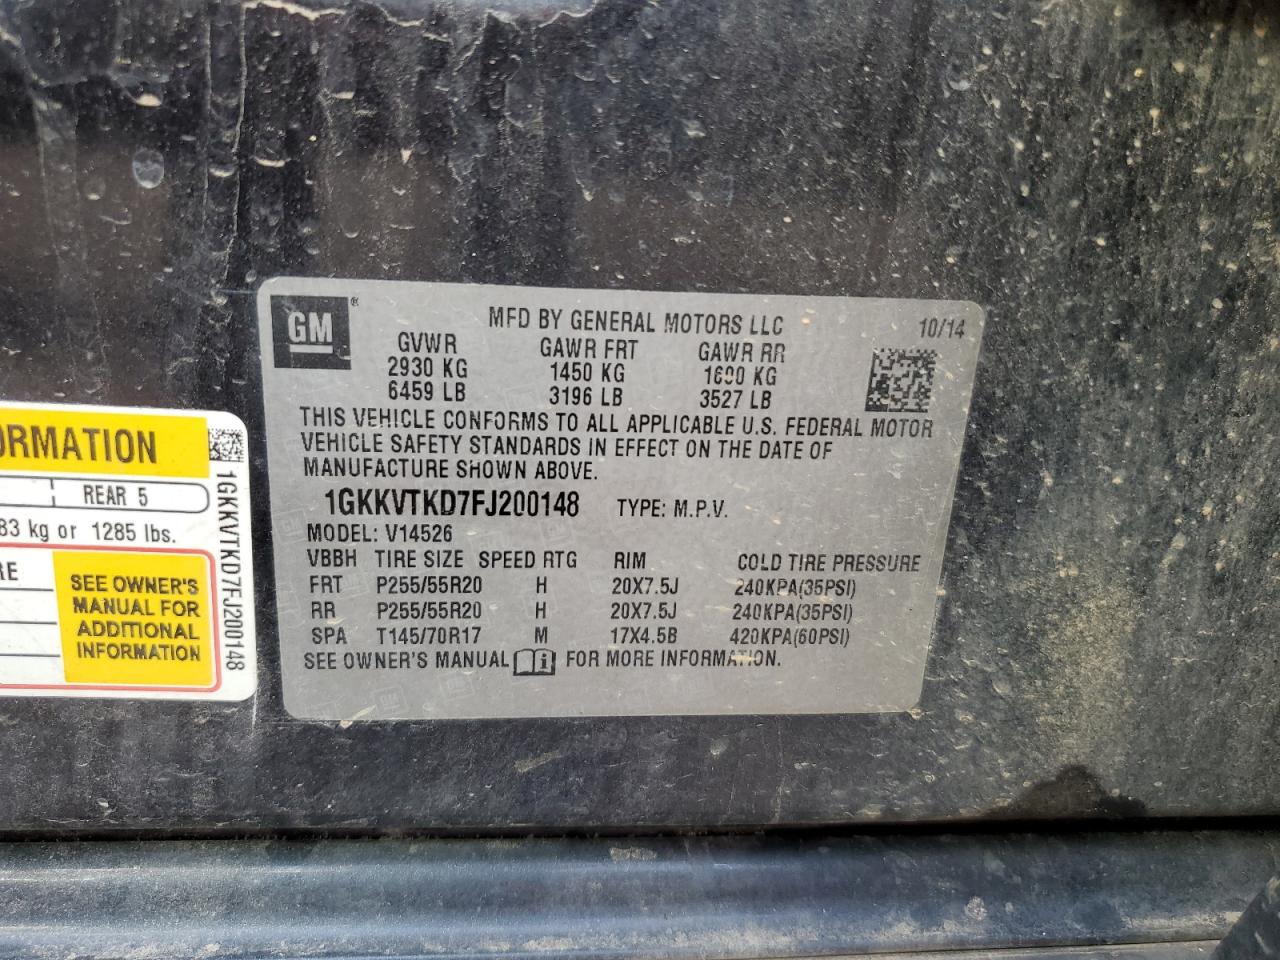 GM ®
MFD BY GENERAL MOTORS LLC 10/14
GVWR GAWR FRT GAWR RR
2930 KG 1450 KG 1600 KG
6459 LB 3196 LB 3527 LB
THIS VEHICLE CONFORMS TO ALL APPLICABLE U.S. FEDERAL MOTOR
VEHICLE SAFETY STANDARDS IN EFFECT ON THE DATE OF
MANUFACTURE SHOWN ABOVE.
1GKKVTKD7FJ200148 TYPE: M.P.V.
MODEL: V14526
VBBH TIRE SIZE SPEED RTG RIM COLD TIRE PRESSURE
FRT P255/55R20 H 20X7.5J 240KPA(35PSI)
RR P255/55R20 H 20X7.5J 240KPA(35PSI)
SPA T145/70R17 M 17X4.5B 420KPA(60PSI)
SEE OWNER'S MANUAL FOR MORE INFORMATION.
ORMATION
REAR 5
83 kg or 1285 lbs.
RE
SEE OWNER'S
MANUAL FOR
ADDITIONAL
INFORMATION
1GKKVTKD7FJ200148